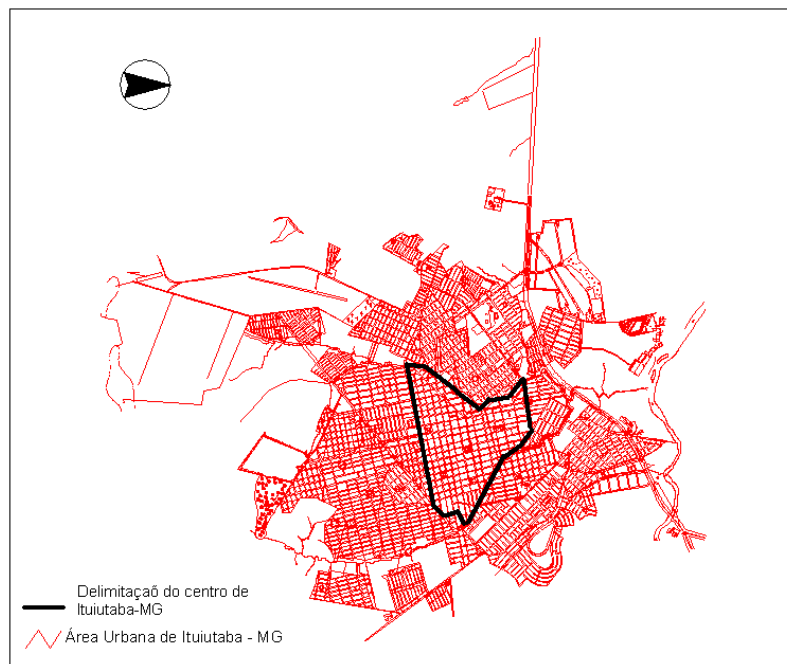 Delimitaçaõ do centro de
Ituiutaba-MG
Área Urbana de Ituiutaba - MG